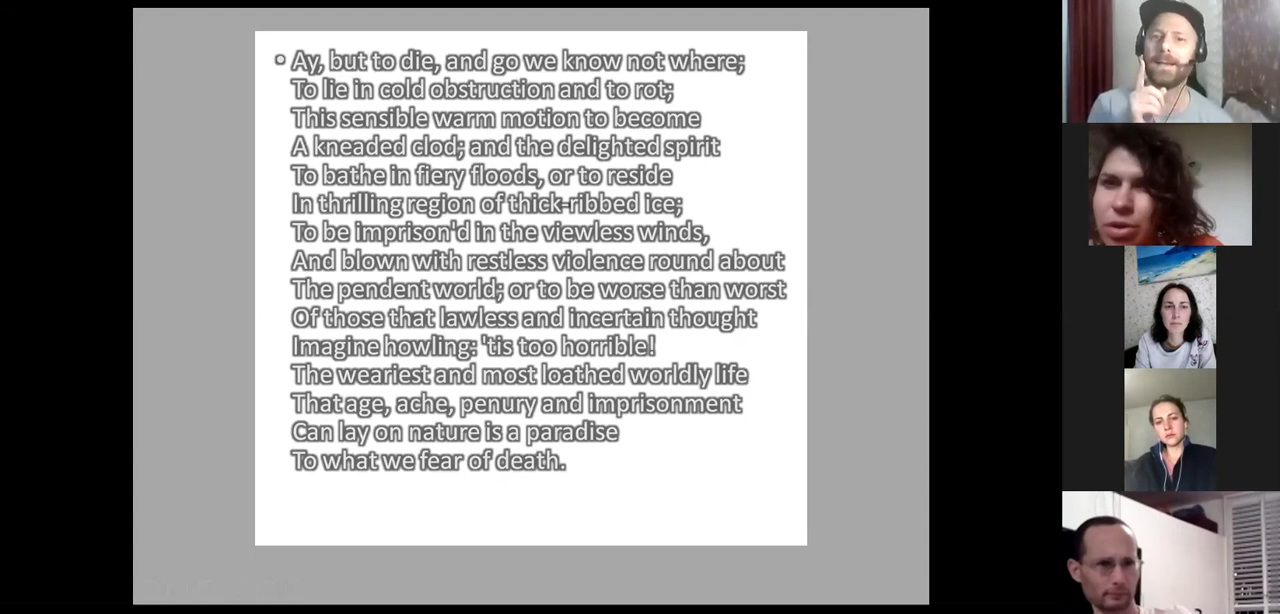 • Ay, but to die, and go we know not where;
To lie in cold obstruction and to rot;
This sensible warm motion to become
A kneaded clod; and the delighted spirit
To bathe in fiery floods, or to reside
In thrilling region of thick-ribbed ice;
To be imprison'd in the viewless winds,
And blown with restless violence round about
The pendent world; or to be worse than worst
Of those that lawless and incertain thought
Imagine howling: 'tis too horrible!
The weariest and most loathed worldly life
That age, ache, penury and imprisonment
Can lay on nature is a paradise
To what we fear of death.